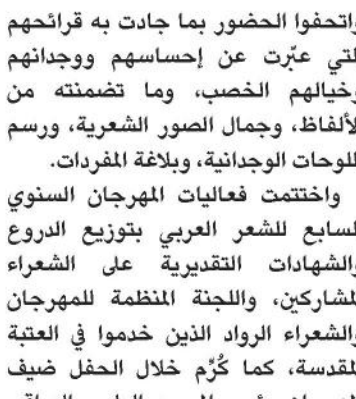 واتحفوا الحضور بما جادت به قرائحهم
التي عبّرت عن إحساسهم ووجدانهم
وخيالهم الخصب، وما تضمنته من
الألفاظ، وجمال الصور الشعرية، ورسم
اللوحات الوجدانية، وبلاغة المفردات.
واختتمت فعاليات المهرجان السنوي
السابع للشعر العربي بتوزيع الدروع
والشهادات التقديرية على الشعراء
المشاركين، واللجنة المنظمة للمهرجان
والشعراء الرواد الذين خدموا في العتبة
المقدسة، كما كُرِّم خلال الحفل ضيف